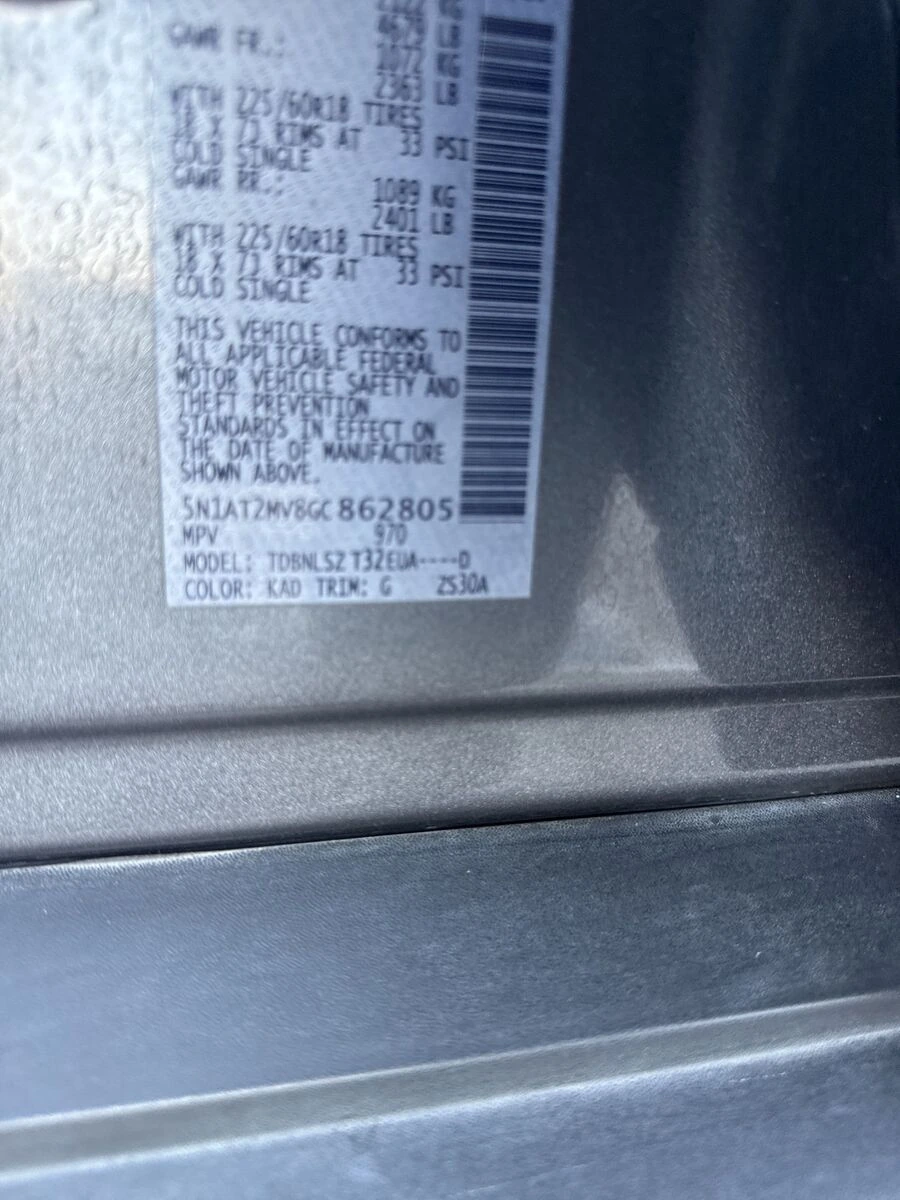 4679 LB
GAWR FR.: 1072 KG
2363 LB
WITH 225/60R18 TIRES
18 X 7J RIMS AT 33 PSI
COLD SINGLE
GAWR RR.: 1089 KG
2401 LB
WITH 225/60R18 TIRES
18 X 7J RIMS AT 33 PSI
COLD SINGLE
THIS VEHICLE CONFORMS TO
ALL APPLICABLE FEDERAL
MOTOR VEHICLE SAFETY AND
THEFT PREVENTION
STANDARDS IN EFFECT ON
THE DATE OF MANUFACTURE
SHOWN ABOVE.
5N1AT2MV8GC862805
MPV 970
MODEL: TDBNLSZ T32EUA----D
COLOR: KAD TRIM: G 2S30A